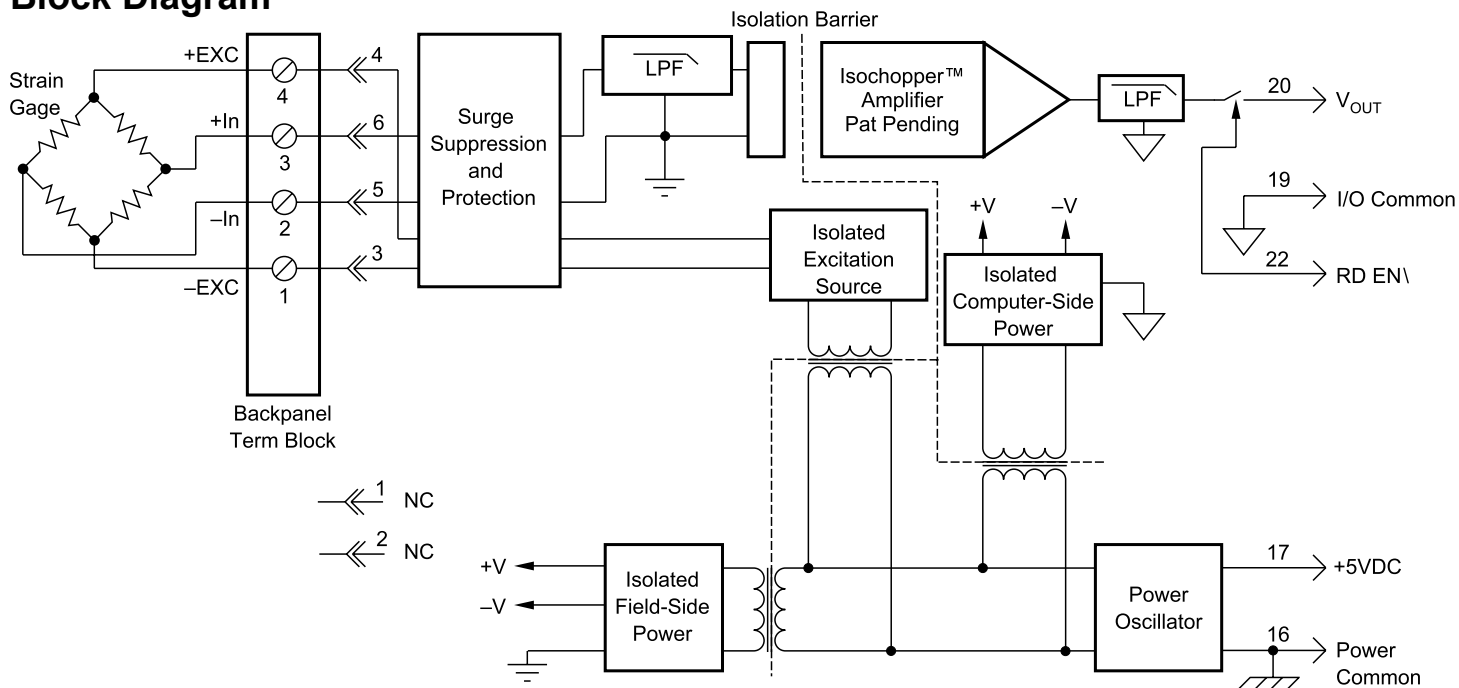 Block Diagram
Isolation Barrier
+EXC
4
Strain
Gage
4
LPF
Isochopper™
Amplifier
Pat Pending
LPF
20
VOUT
+In
6
3
Surge
Suppression
and
Protection
–In
5
2
19
I/O Common
+V
–V
Isolated
Excitation
Source
3
–EXC
1
Isolated
Computer-Side
Power
22
RD EN\
Backpanel
Term Block
1
NC
2
NC
+V
–V
Isolated
Field-Side
Power
Power
Oscillator
17
+5VDC
16
Power
Common